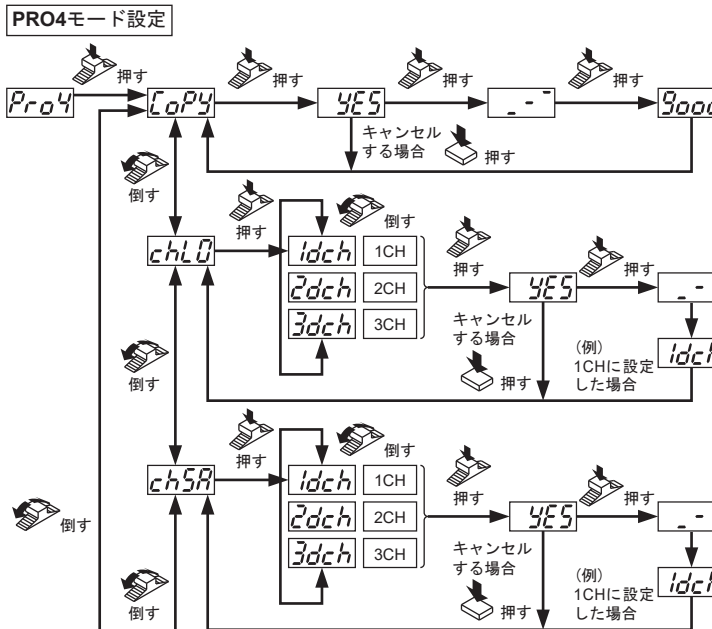 PRO4モード設定
押す 押す 押す 押す
Pro4 CoPY YES _-¯ Good
キャンセル
する場合 押す
倒す
押す 倒す
chLO 1dch 1CH 押す 押す
2dch 2CH YES _-
3dch 3CH キャンセル
する場合
(例)
1CHに設定
した場合
1dch
押す
倒す
押す 倒す
chSA 1dch 1CH 押す 押す
2dch 2CH YES _-
3dch 3CH キャンセル
する場合
倒す
(例)
1CHに設定
した場合
1dch
倒す 押す